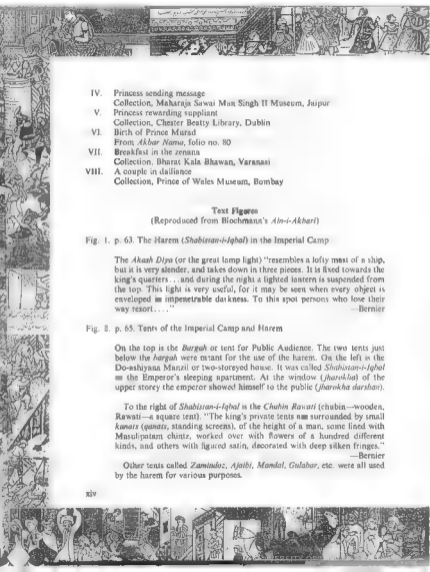 IV. Princess sending message
Collection, Maharaja Sawai Man Singh II Museum, Jaipur
V. Princess rewarding suppliant
Collection, Chester Beatty Library, Dublin
VI. Birth of Prince Murad
From Akbar Nama, folio no. 80
VII. Breakfast in the zenana
Collection, Bharat Kala Bhawan, Varanasi
VIII. A couple in dalliance
Collection, Prince of Wales Museum, Bombay
Text Figures
(Reproduced from Blochmann's Ain-i-Akbari)
Fig. 1. p. 63. The Harem (Shabistan-i-Iqbal) in the Imperial Camp
The Akash Diya (or the great lamp light) "resembles a lofty mast of a ship,
but it is very slender, and takes down in three pieces. It is fixed towards the
king's quarters . . . and during the night a lighted lantern is suspended from
the top. This light is very useful, for it may be seen when every object is
enveloped in impenetrable darkness. To this spot persons who lose their
way resort . . . ."
—Bernier
Fig. 2. p. 65. Tents of the Imperial Camp and Harem
On the top is the Bargah or tent for Public Audience. The two tents just
below the bargah were meant for the use of the harem. On the left is the
Do-ashiyana Manzil or two-storeyed house. It was called Shabistan-i-Iqbal
the Emperor's sleeping apartment. At the window (jharokha) of the
upper storey the emperor showed himself to the public (jharokha darshan).
To the right of Shabistan-i-Iqbal is the Chubin Rawati (chubin—wooden,
Rawati—a square tent). "The king's private tents are surrounded by small
kanats (qanats, standing screens), of the height of a man, some lined with
Masulipatam chintz, worked over with flowers of a hundred different
kinds, and others with figured satin, decorated with deep silken fringes."
—Bernier
Other tents called Zamindoz, Ajaibi, Mandal, Gulabar, etc. were all used
by the harem for various purposes.
xiv